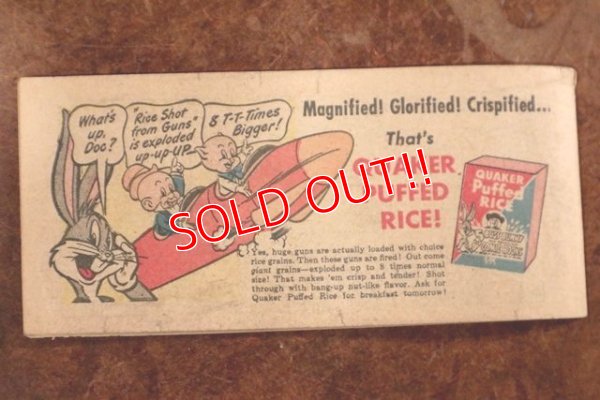 What's
up,
Doc?
"Rice Shot
from Guns"
is exploded
up-up-UP—
8 T-T-Times
Bigger!
Magnified! Glorified! Crispified...
That's
QUAKER
PUFFED
RICE!
SOLD OUT!!
QUAKER
Puffed
RICE
BUGS BUNNY
Yes, huge guns are actually loaded with choice
rice grains. Then these guns are fired! Out come
giant grains—exploded up to 8 times normal
size! That makes 'em crisp and tender! Shot
through with bang-up nut-like flavor. Ask for
Quaker Puffed Rice for breakfast tomorrow!